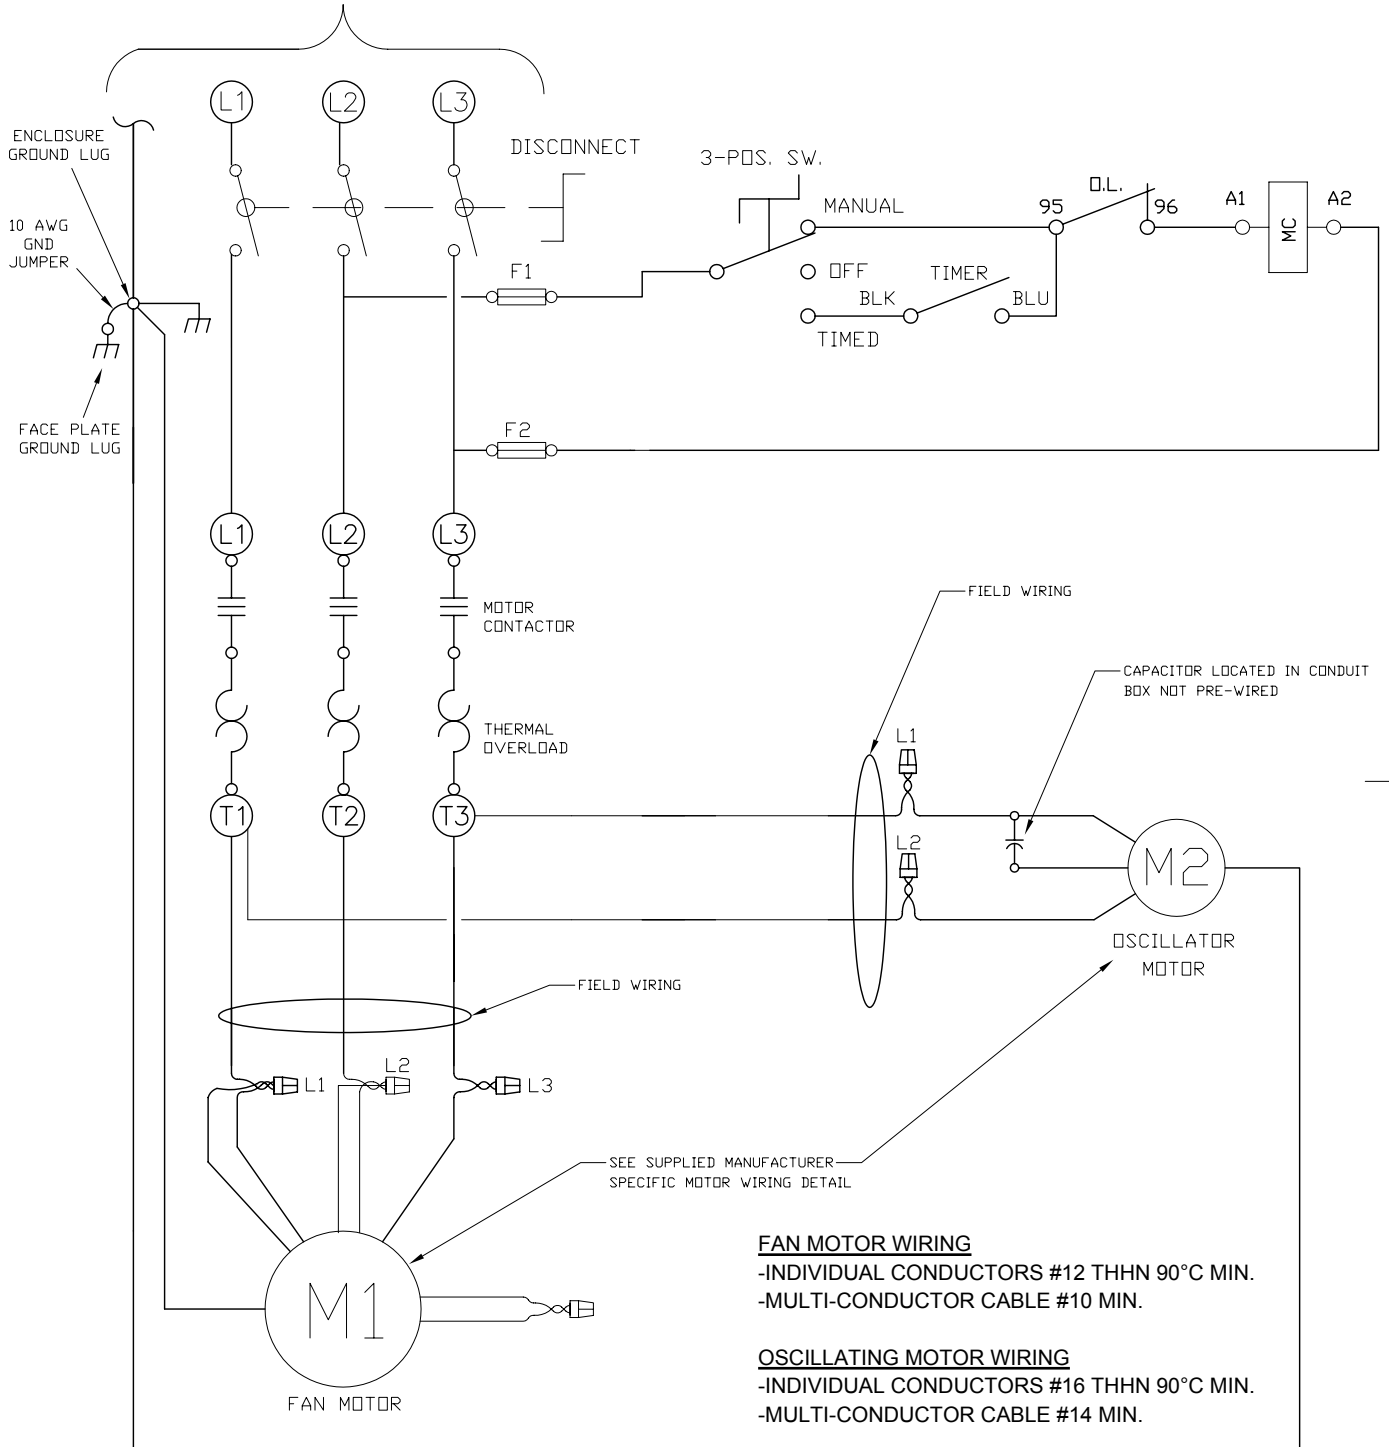 L1
L2
L3
ENCLOSURE
GROUND LUG
DISCONNECT
3-POS. SW.
O.L.
MANUAL
95
96
A1
MC
A2
10 AWG
GND
JUMPER
F1
OFF
TIMER
BLK
BLU
TIMED
FACE PLATE
GROUND LUG
F2
L1
L2
L3
MOTOR
CONTACTOR
FIELD WIRING
CAPACITOR LOCATED IN CONDUIT
BOX NOT PRE-WIRED
THERMAL
OVERLOAD
L1
T1
T2
T3
L2
M2
OSCILLATOR
MOTOR
FIELD WIRING
L1
L2
L3
SEE SUPPLIED MANUFACTURER
SPECIFIC MOTOR WIRING DETAIL
M1
FAN MOTOR
FAN MOTOR WIRING
-INDIVIDUAL CONDUCTORS #12 THHN 90°C MIN.
-MULTI-CONDUCTOR CABLE #10 MIN.
OSCILLATING MOTOR WIRING
-INDIVIDUAL CONDUCTORS #16 THHN 90°C MIN.
-MULTI-CONDUCTOR CABLE #14 MIN.